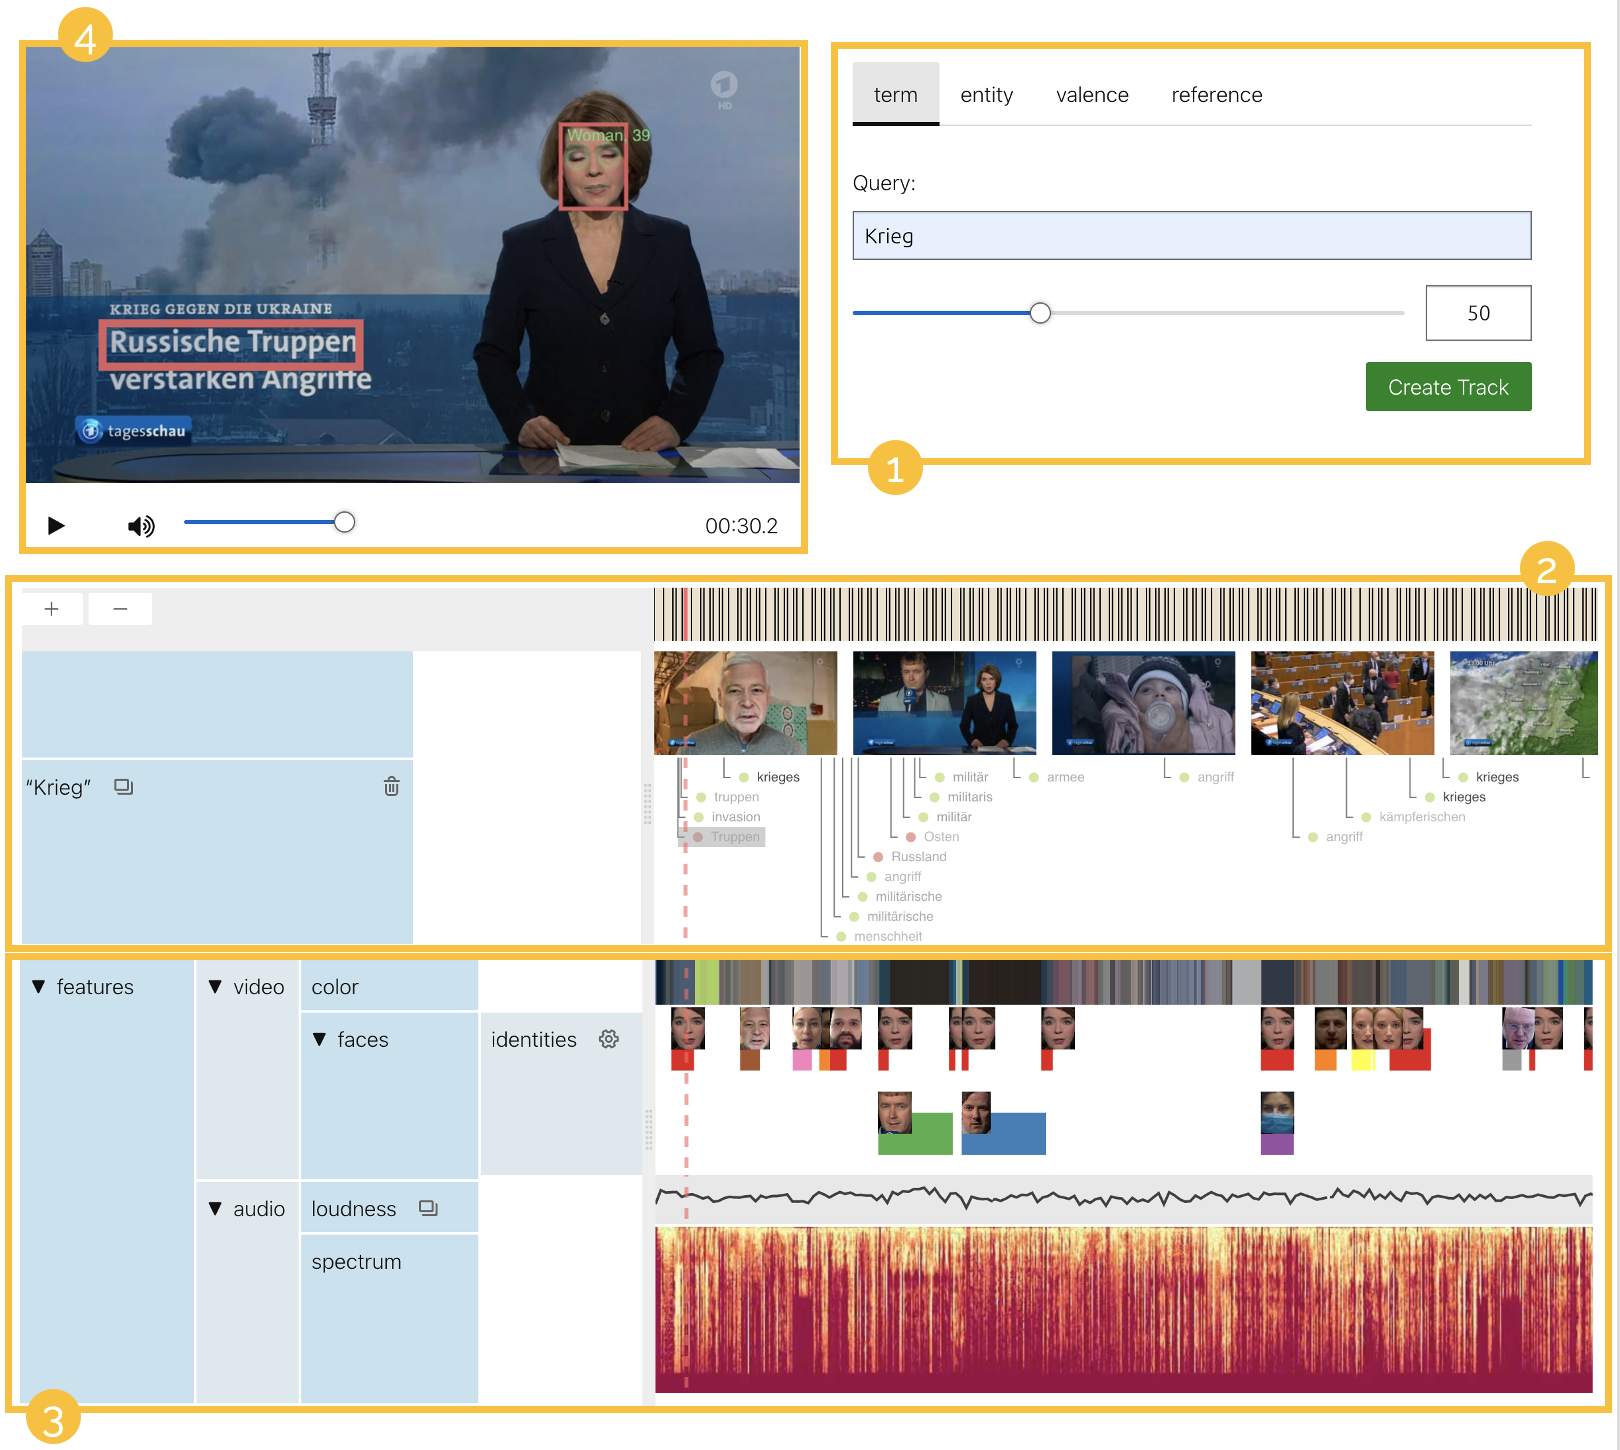 4
1
HD
Woman, 39
KRIEG GEGEN DIE UKRAINE
Russische Truppen
verstärken Angriffe
tagesschau
00:30.2
term entity valence reference
Query:
Krieg
50
Create Track
1
2
+ −
"Krieg"
krieges
truppen
invasion
Truppen
militär
militaris
militär
Osten
Russland
angriff
militärische
militärische
menschheit
armee
angriff
krieges
krieges
kämpferischen
angriff
▼ features
▼ video
color
▼ faces
identities
▼ audio
loudness
spectrum
3